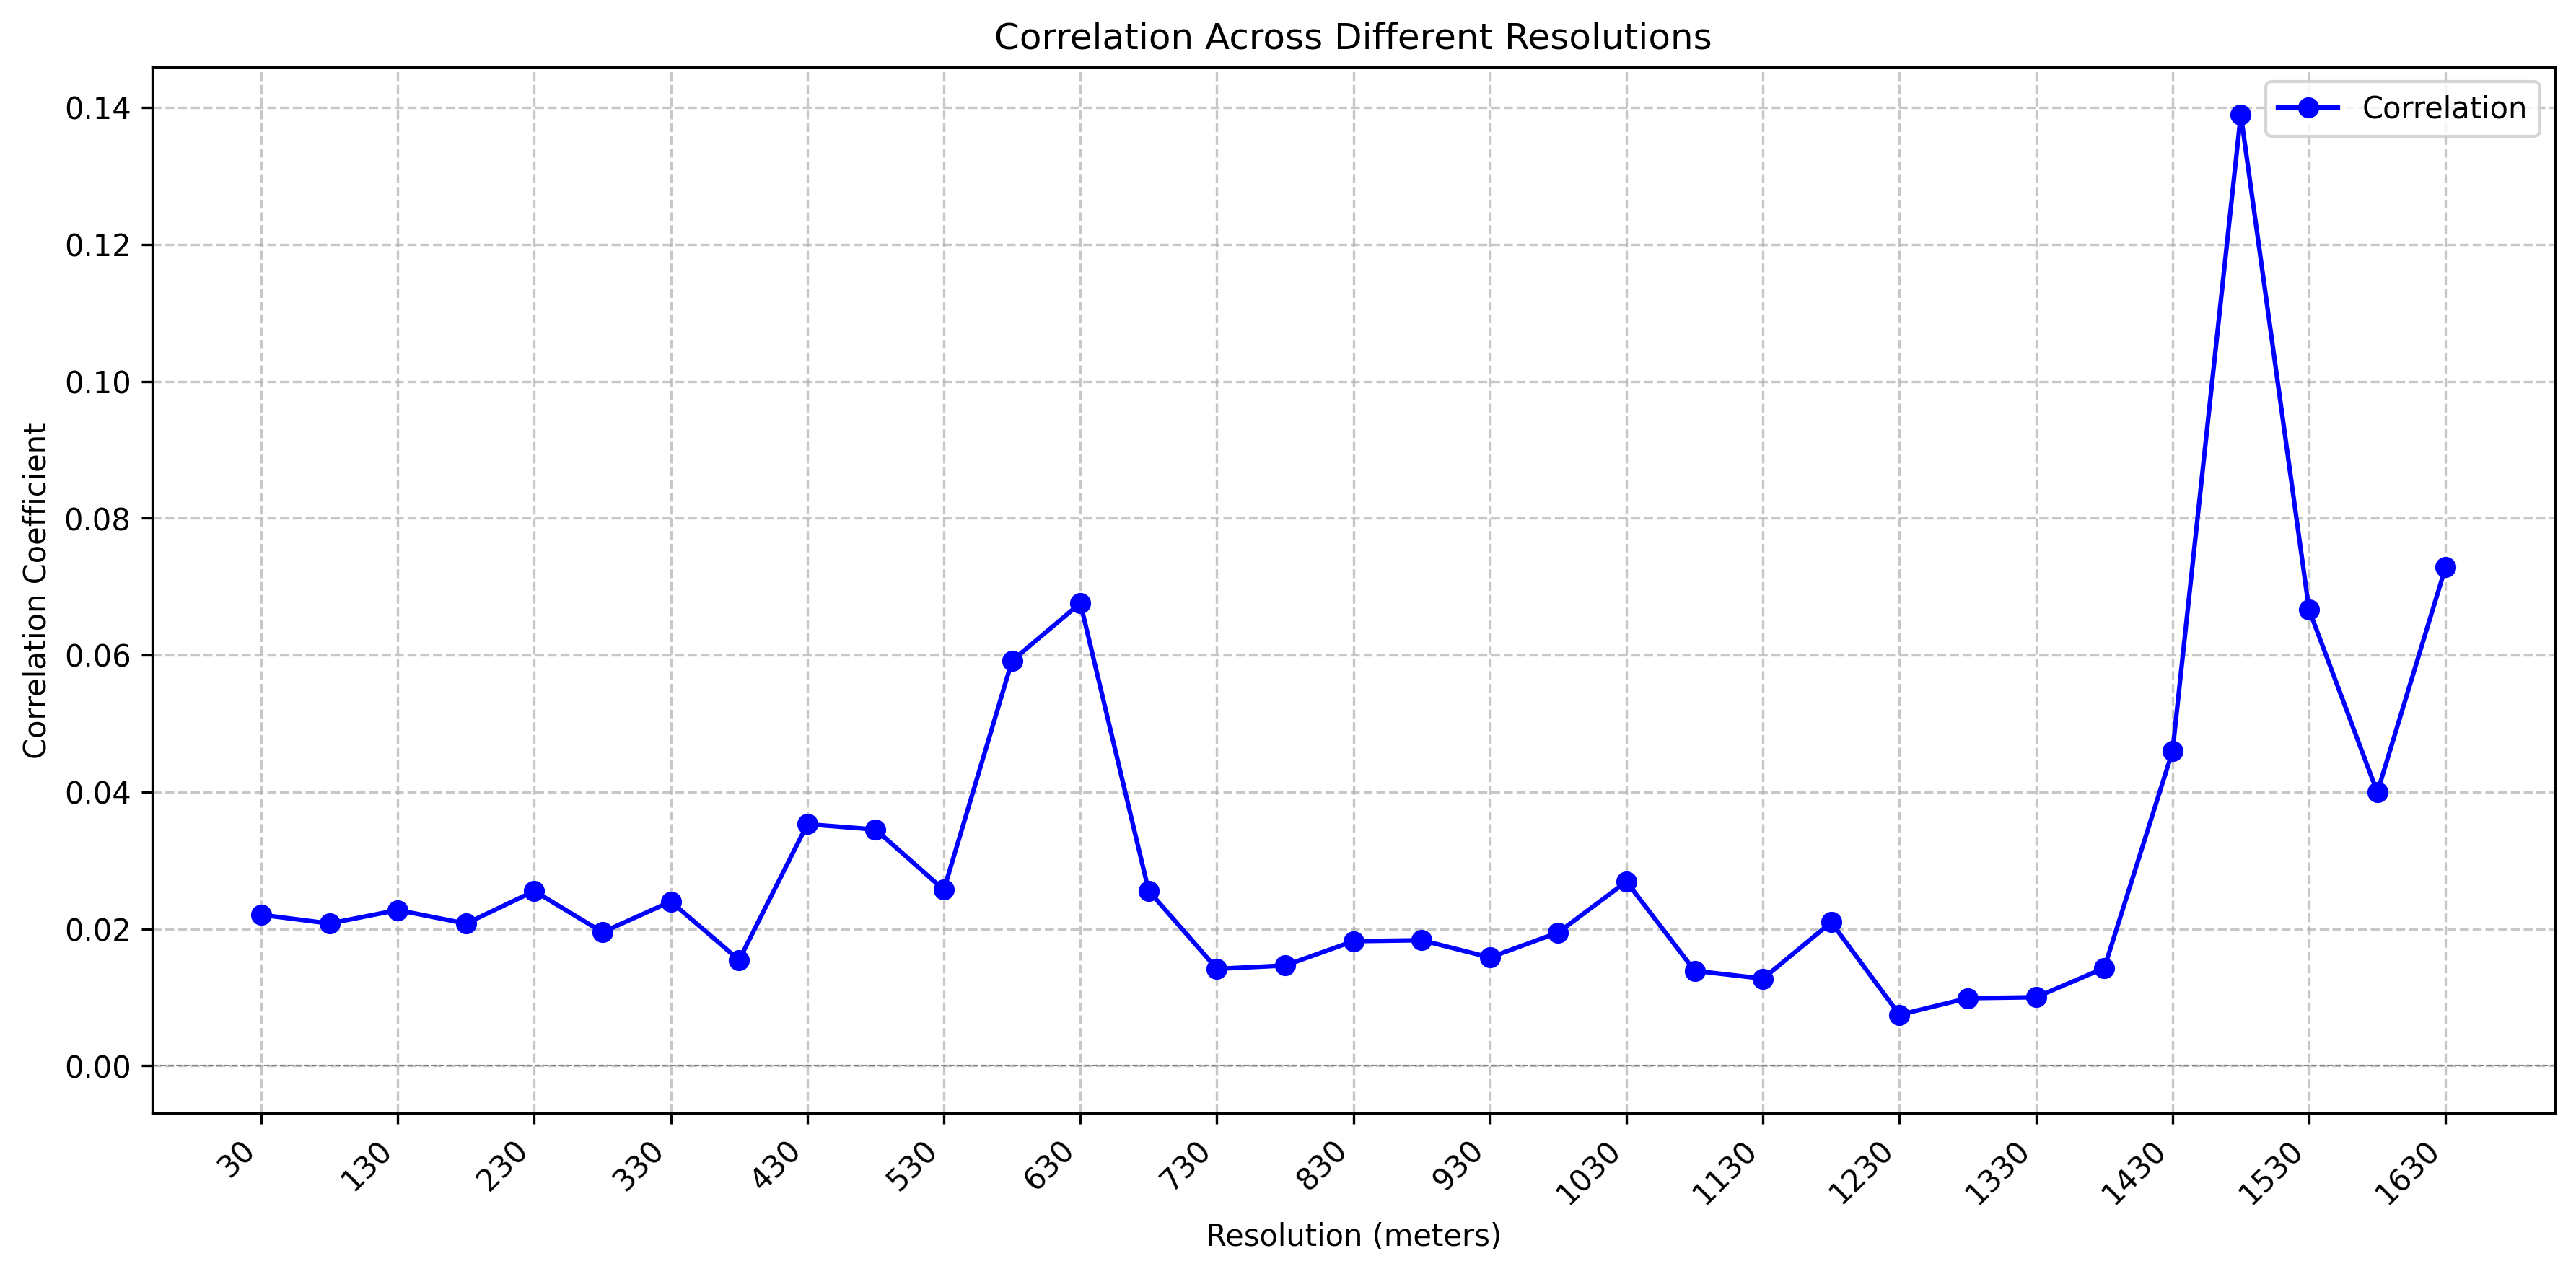 Correlation Across Different Resolutions
Correlation
0.14
0.12
0.10
0.08
0.06
0.04
0.02
0.00
Correlation Coefficient
30 130 230 330 430 530 630 730 830 930 1030 1130 1230 1330 1430 1530 1630
Resolution (meters)